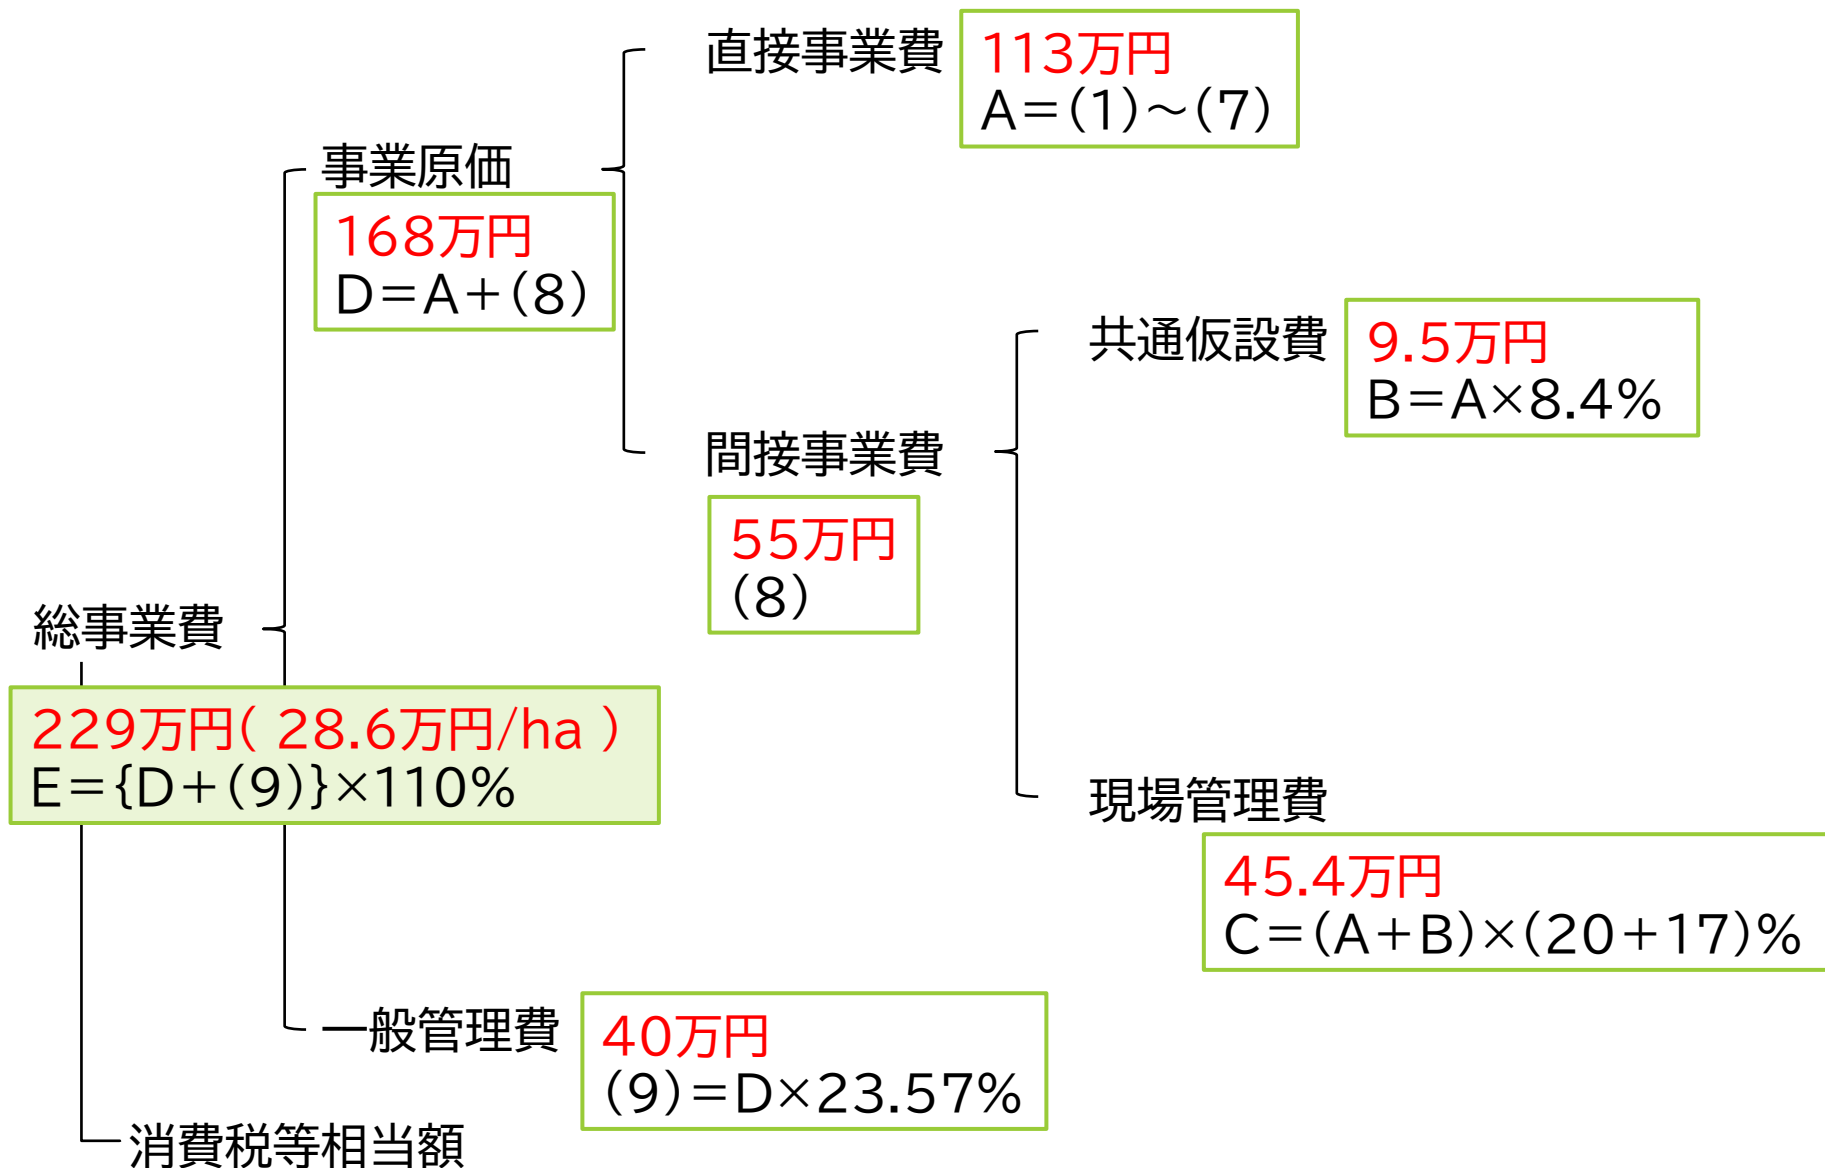 直接事業費
113万円
A=(1)~(7)
事業原価
168万円
D=A+(8)
共通仮設費
9.5万円
B=A×8.4%
間接事業費
55万円
(8)
総事業費
229万円( 28.6万円/ha )
E={D+(9)}×110%
現場管理費
45.4万円
C=(A+B)×(20+17)%
一般管理費
40万円
(9)=D×23.57%
消費税等相当額